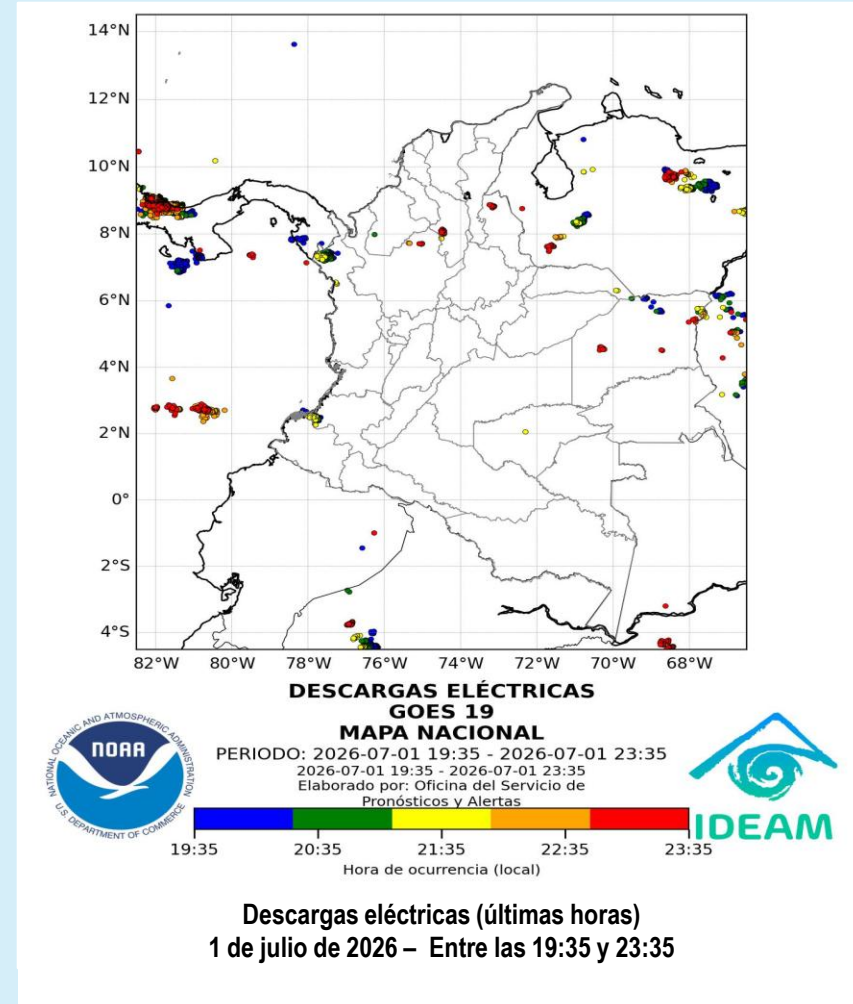 14°N
12°N
10°N
8°N
6°N
4°N
2°N
0°
2°S
4°S
82°W 80°W 78°W 76°W 74°W 72°W 70°W 68°W
DESCARGAS ELÉCTRICAS
GOES 19
MAPA NACIONAL
PERIODO: 2026-07-01 19:35 - 2026-07-01 23:35
2026-07-01 19:35 - 2026-07-01 23:35
Elaborado por: Oficina del Servicio de
Pronósticos y Alertas
NATIONAL OCEANIC AND ATMOSPHERIC ADMINISTRATION
NOAA
U.S. DEPARTMENT OF COMMERCE
IDEAM
19:35 20:35 21:35 22:35 23:35
Hora de ocurrencia (local)
Descargas eléctricas (últimas horas)
1 de julio de 2026 – Entre las 19:35 y 23:35